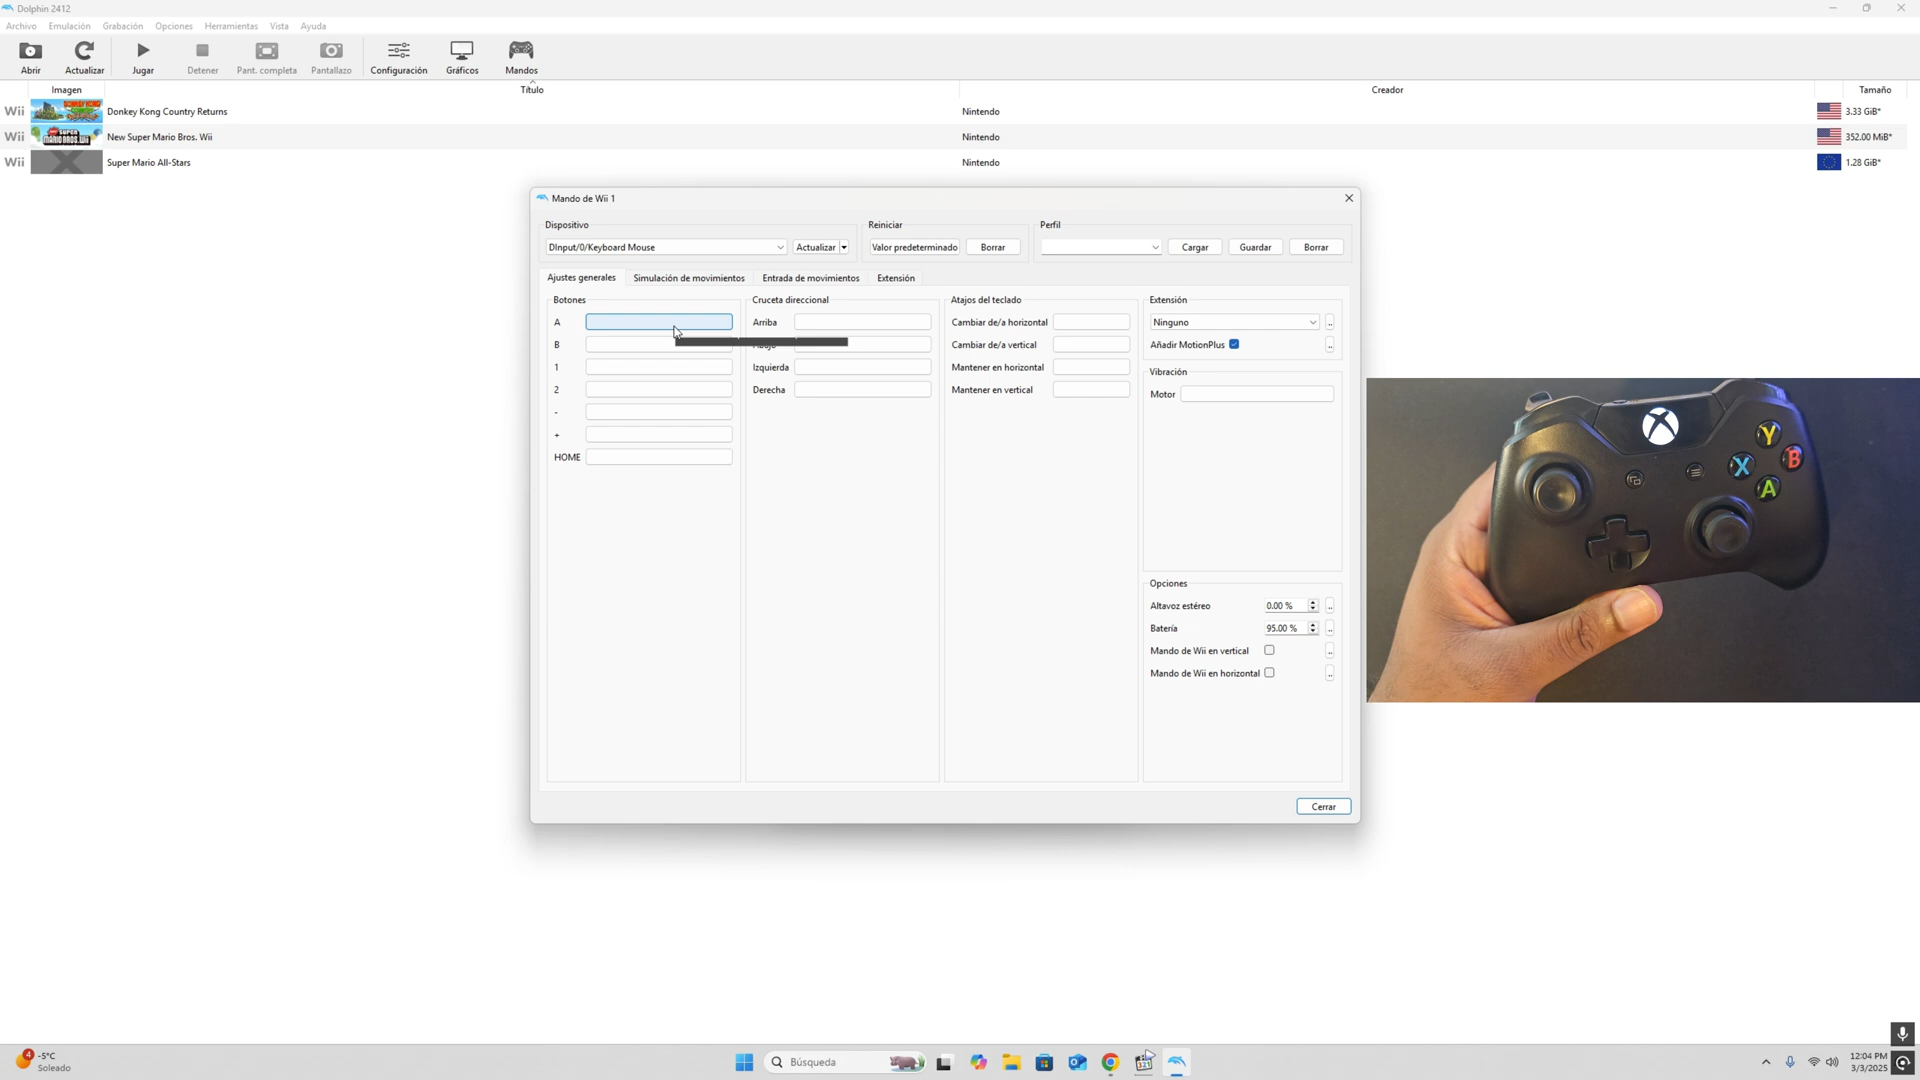 Dolphin 2412
Archivo Emulación Grabación Opciones Herramientas Vista Ayuda
Abrir Actualizar Jugar Detener Pant. completa Pantallazo Configuración Gráficos Mandos
Imagen Título Creador Tamaño
Wii Donkey Kong Country Returns Nintendo 3.33 GiB*
Wii New Super Mario Bros. Wii Nintendo 352.00 MiB*
Wii Super Mario All-Stars Nintendo 1.28 GiB*
Mando de Wii 1
Dispositivo Reiniciar Perfil
DInput/0/Keyboard Mouse Actualizar Valor predeterminado Borrar Cargar Guardar Borrar
Ajustes generales Simulación de movimientos Entrada de movimientos Extensión
Botones Cruceta direccional Atajos del teclado Extensión
A Arriba Cambiar de/a horizontal Ninguno ..
B Abajo Cambiar de/a vertical Añadir MotionPlus ..
1 Izquierda Mantener en horizontal Vibración
2 Derecha Mantener en vertical Motor
-
+
HOME
Opciones
Altavoz estéreo 0.00 % ..
Batería 95.00 % ..
Mando de Wii en vertical ..
Mando de Wii en horizontal ..
Cerrar
Y
X B
A
4 -5°C
Soleado
Búsqueda
321
12:04 PM
3/3/2025